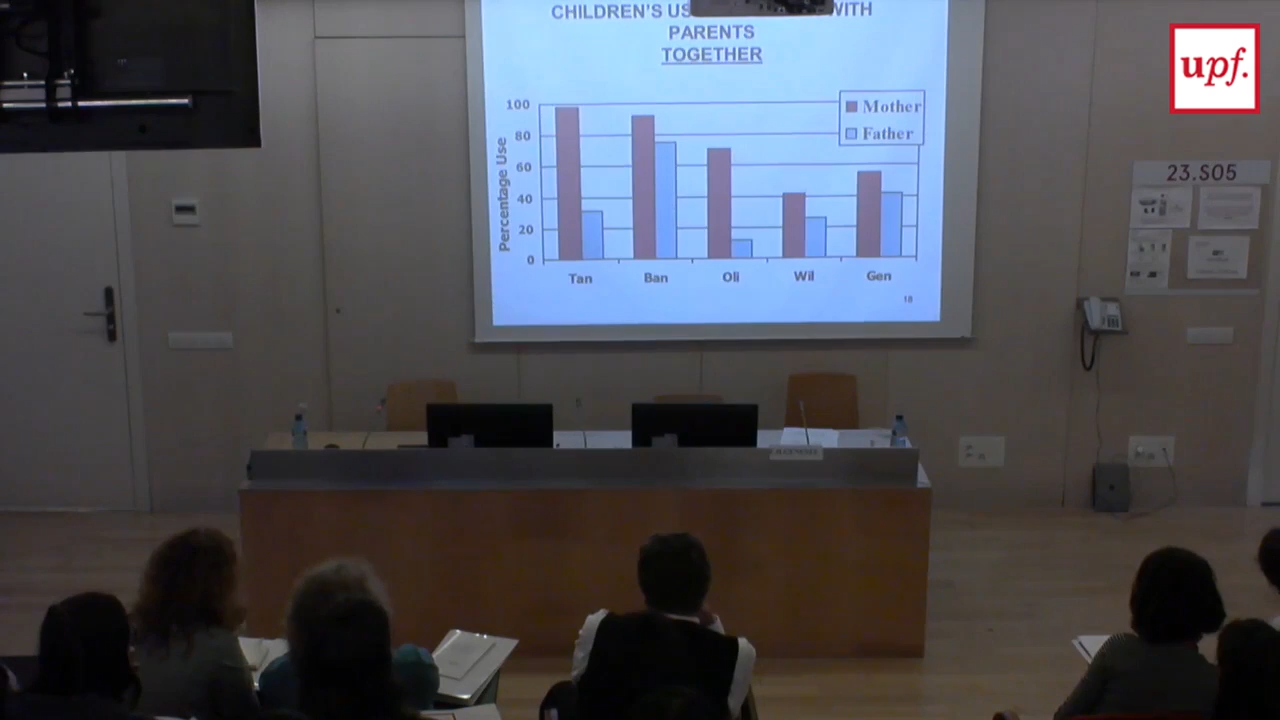 CHILDREN'S US
WITH
PARENTS
TOGETHER
100
80
60
40
20
0
Percentage Use
Mother
Father
Tan
Ban
Oli
Wil
Gen
18
upf.
23.S05